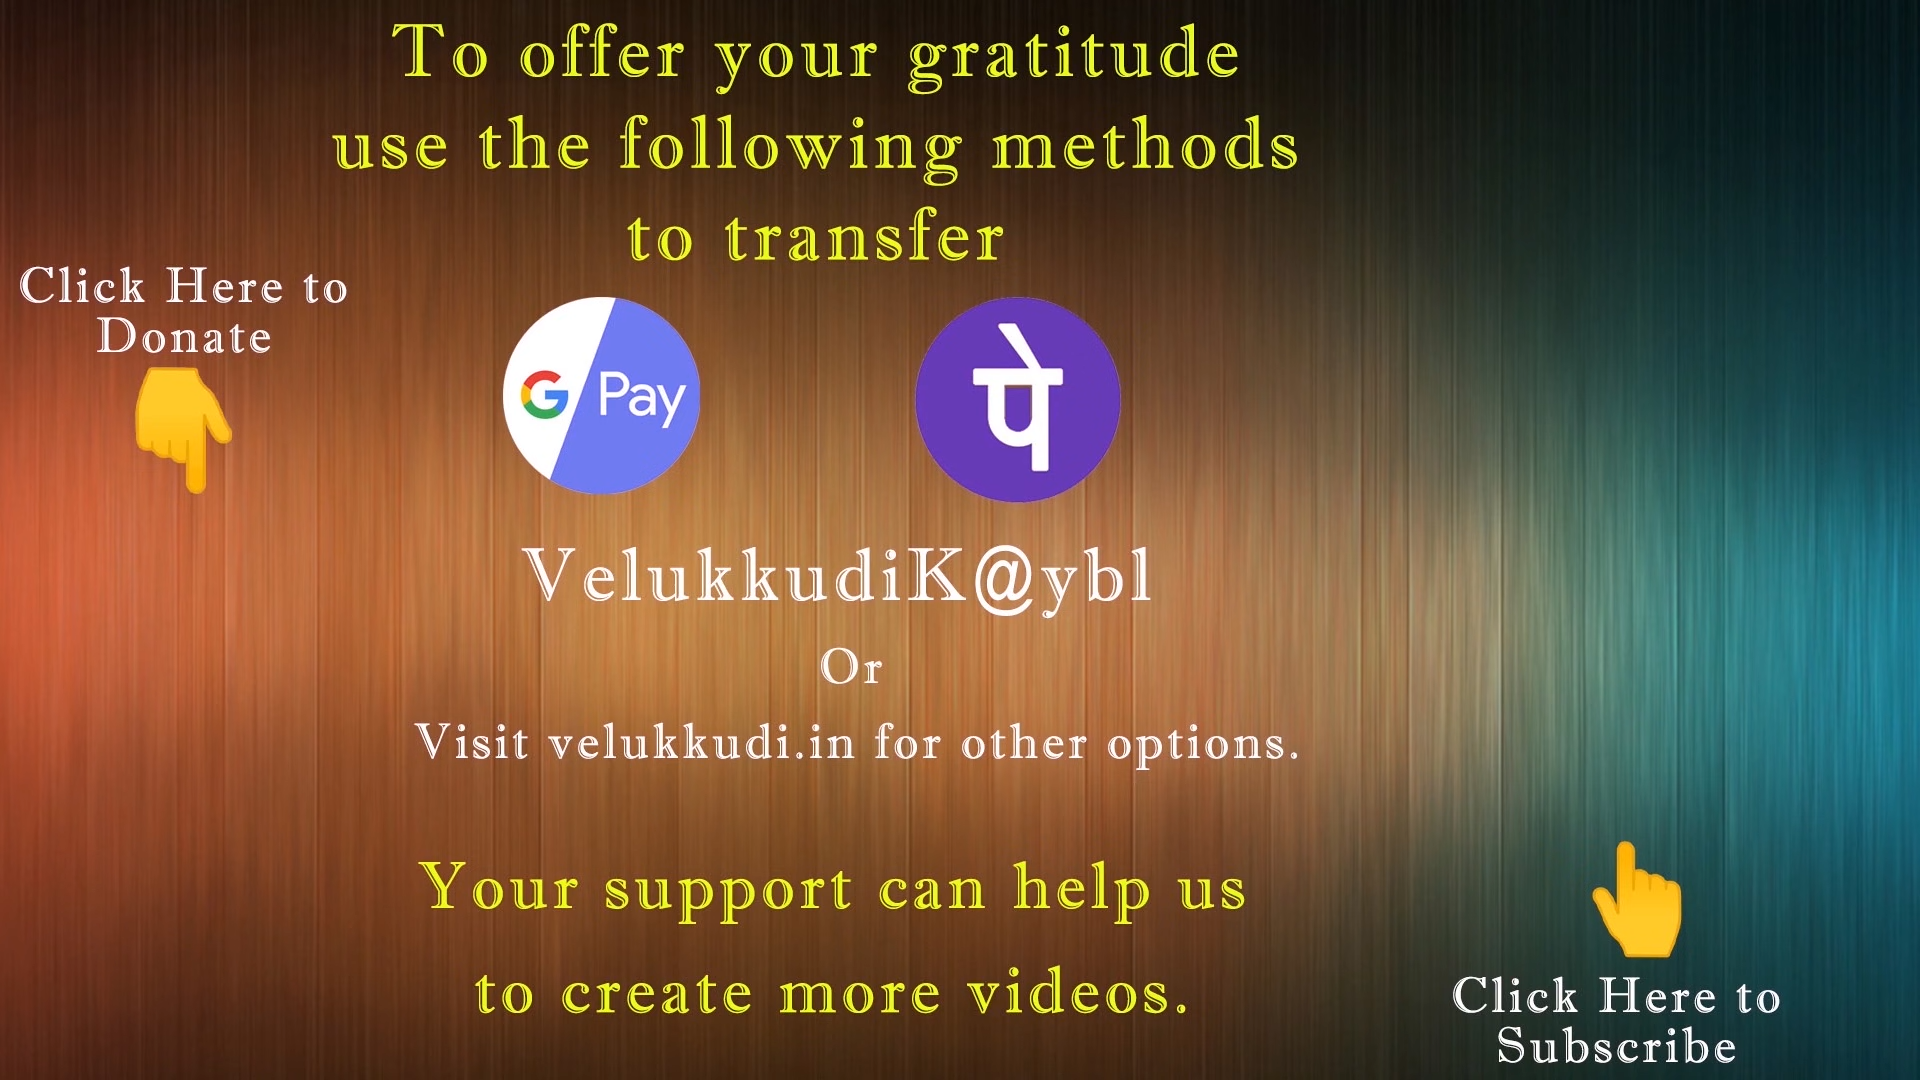 To offer your gratitude
use the following methods
to transfer
Click Here to
Donate
G Pay
पे
VelukkudiK@ybl
Or
Visit velukkudi.in for other options.
Your support can help us
to create more videos.
Click Here to
Subscribe